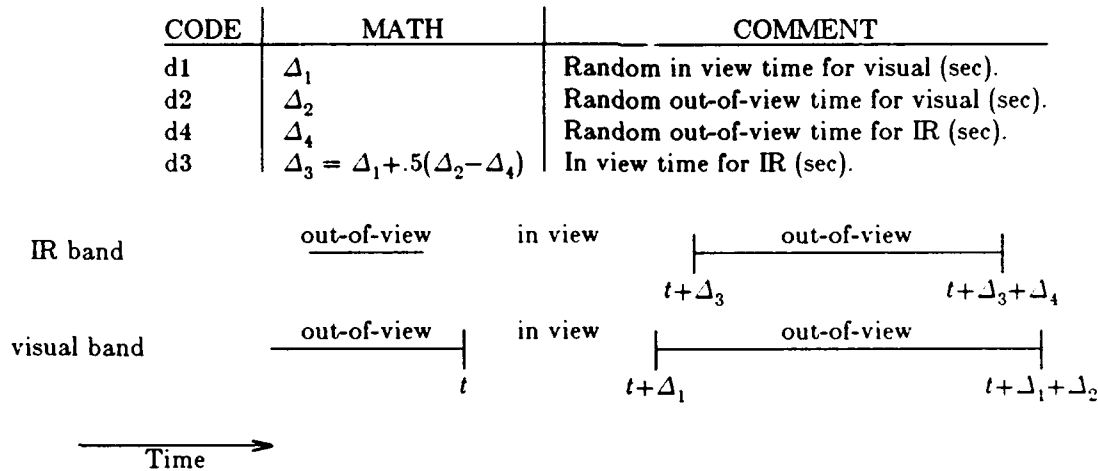 CODE MATH COMMENT
d1 Δ₁ Random in view time for visual (sec).
d2 Δ₂ Random out-of-view time for visual (sec).
d4 Δ₄ Random out-of-view time for IR (sec).
d3 Δ₃ = Δ₁+.5(Δ₂−Δ₄) In view time for IR (sec).
IR band out-of-view in view out-of-view
t+Δ₃ t+Δ₃+Δ₄
visual band out-of-view in view out-of-view
t t+Δ₁ t+Δ₁+Δ₂
Time